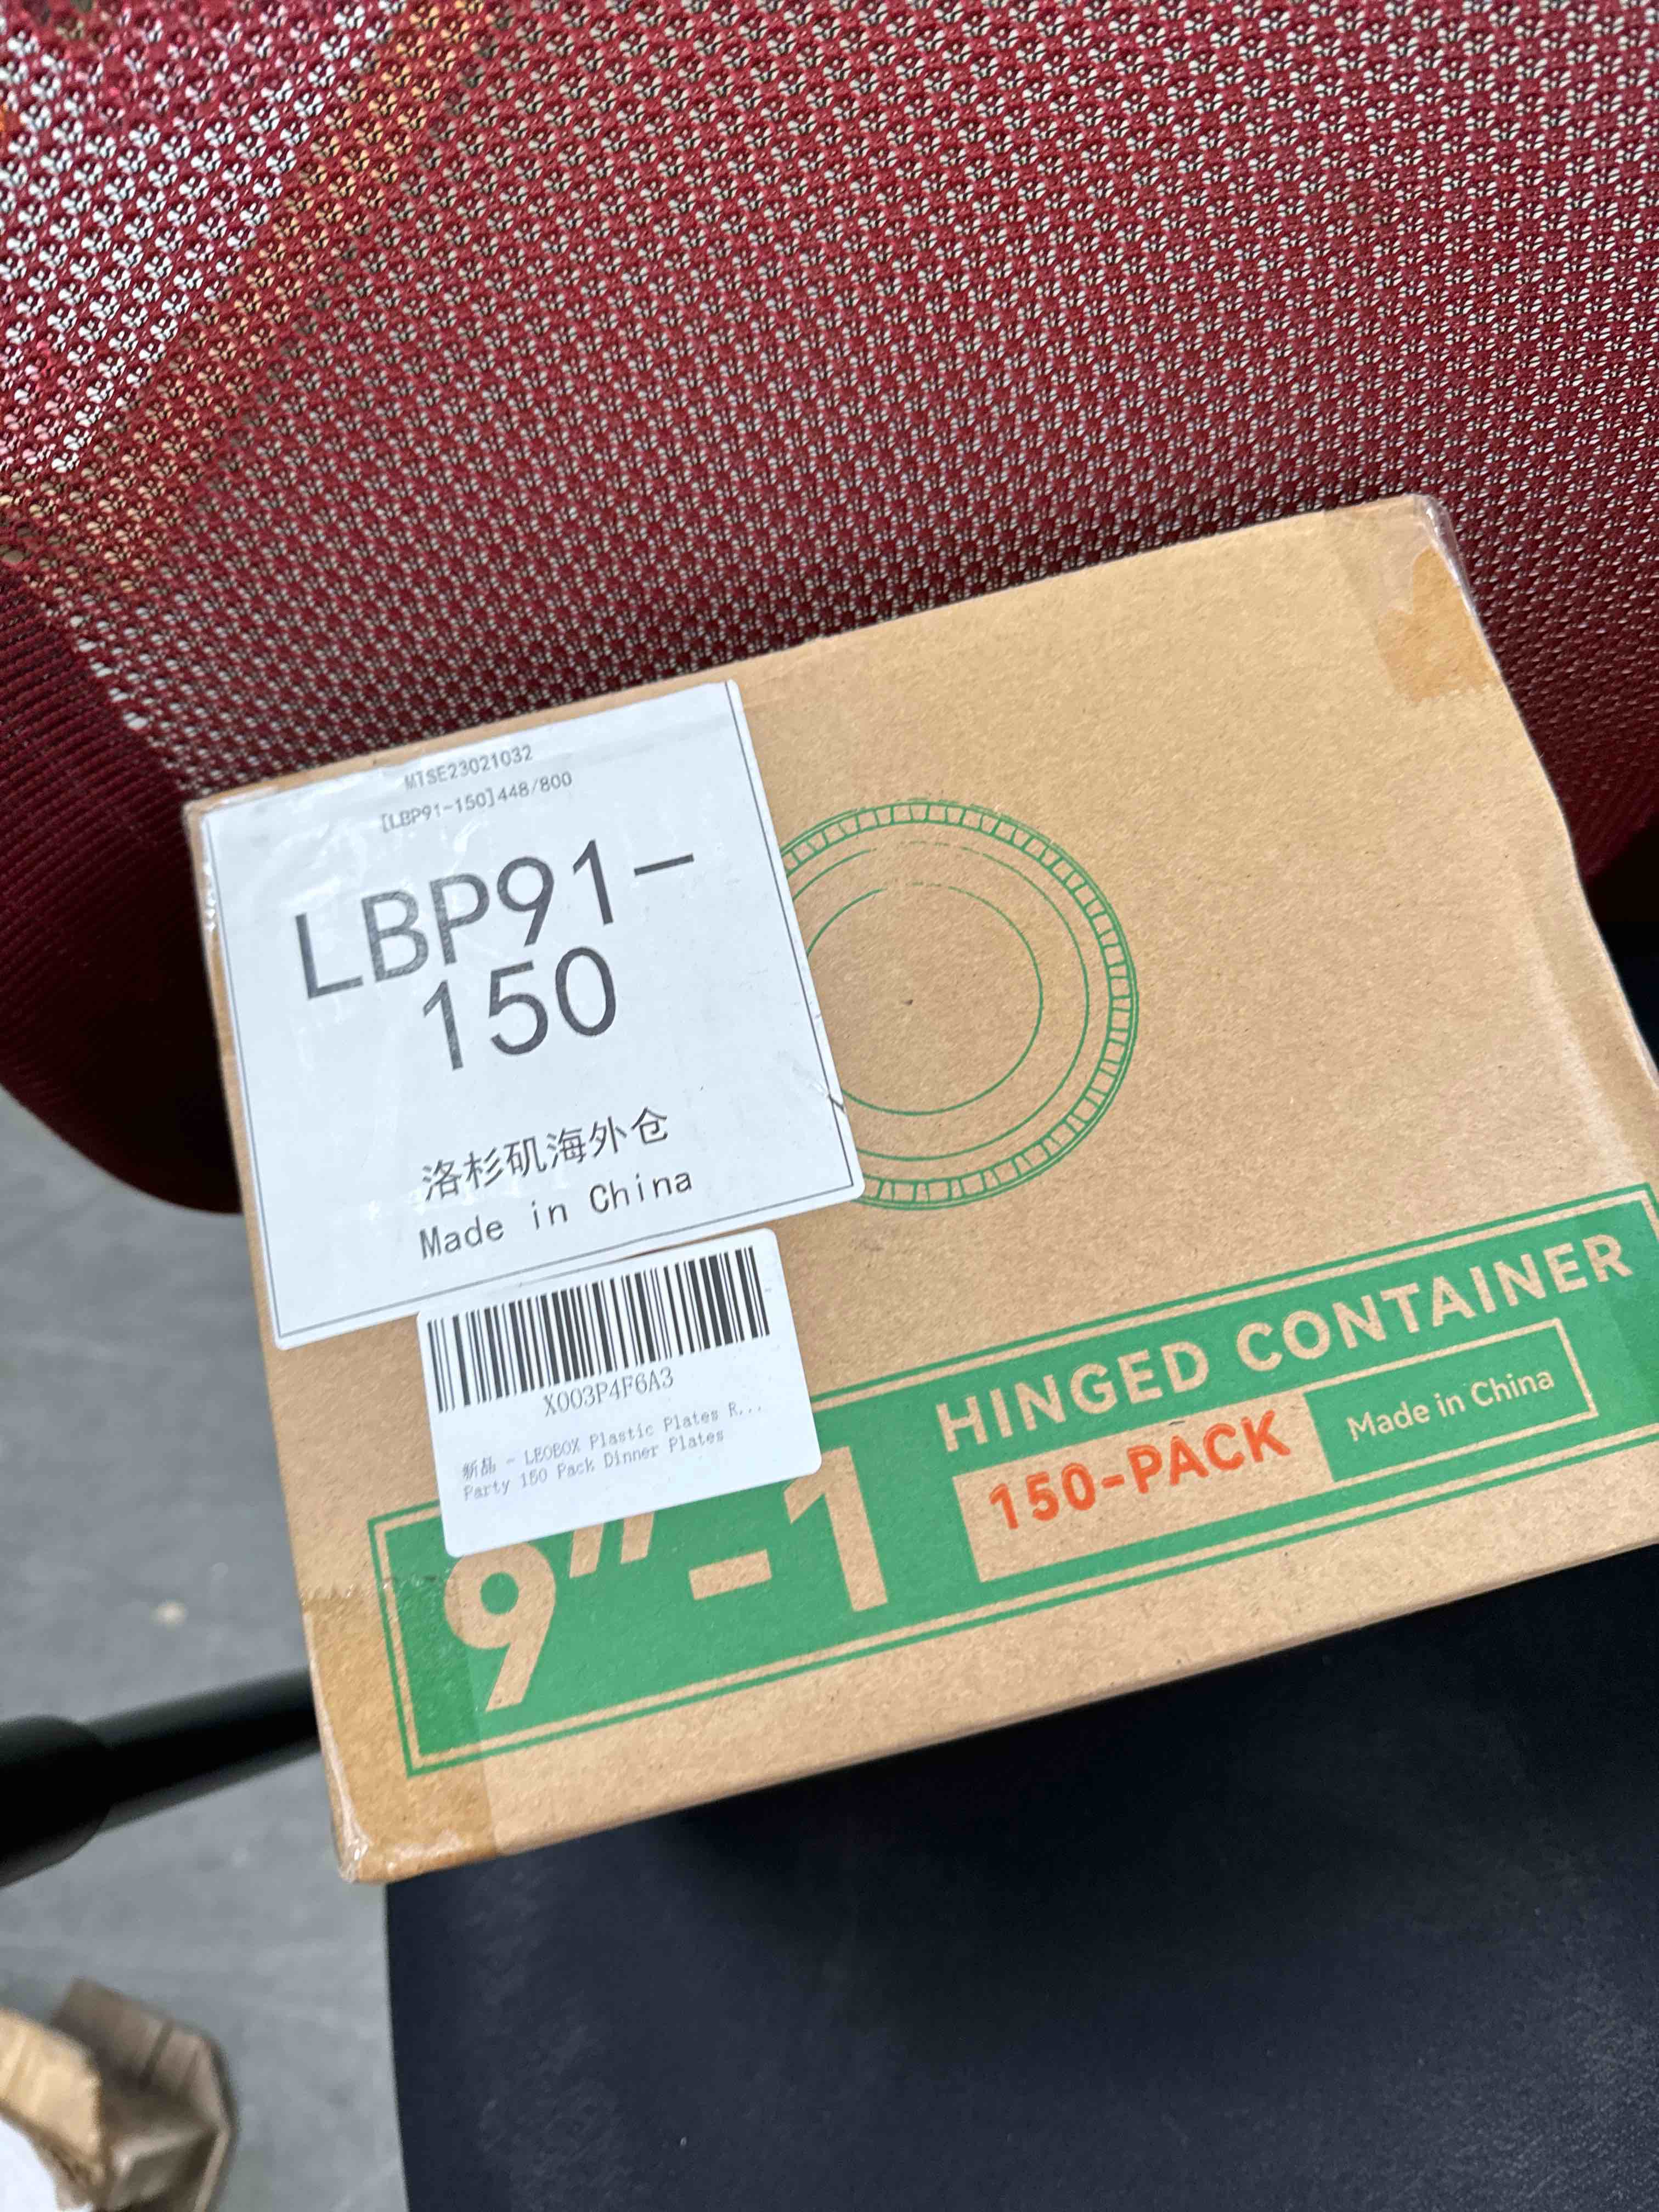 MTSE23021032
[LBP91-150]448/800
LBP91-
150
洛杉矶海外仓
Made in China
X003P4F6A3
新品 - LEOBOX Plastic Plates R...
Party 150 Pack Dinner Plates
9"-1
HINGED CONTAINER
150-PACK
Made in China